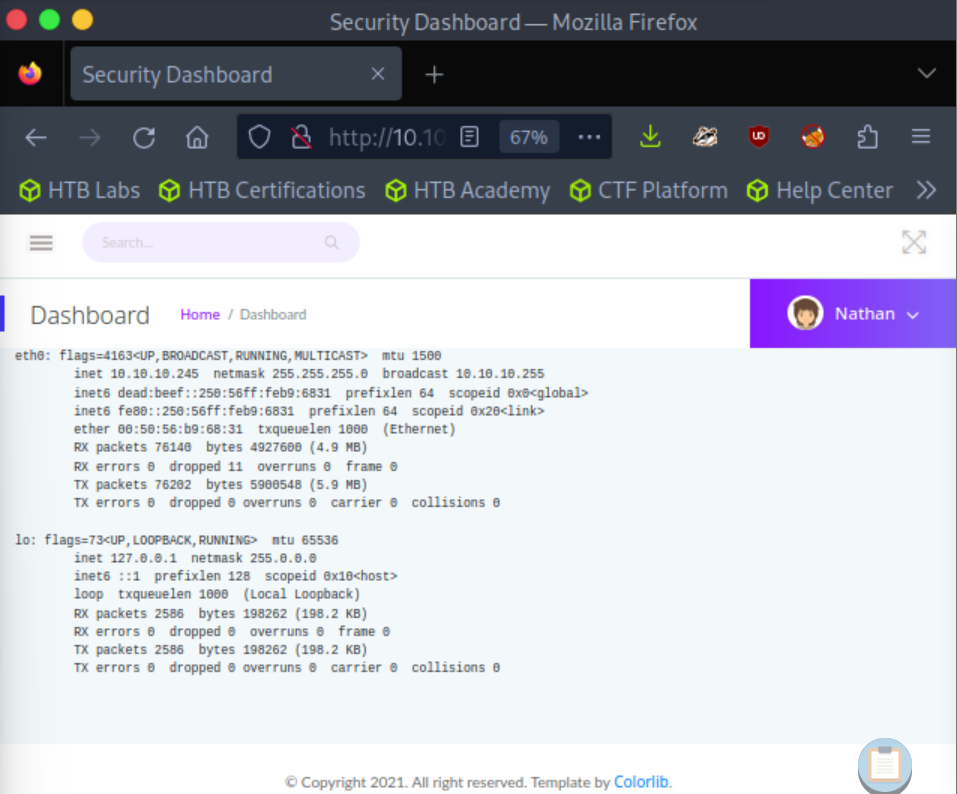 Security Dashboard — Mozilla Firefox
Security Dashboard
http://10.10
67%
HTB Labs HTB Certifications HTB Academy CTF Platform Help Center
Search...
Dashboard Home / Dashboard Nathan
eth0: flags=4163<UP,BROADCAST,RUNNING,MULTICAST> mtu 1500
inet 10.10.10.245 netmask 255.255.255.0 broadcast 10.10.10.255
inet6 dead:beef::250:56ff:feb9:6831 prefixlen 64 scopeid 0x0<global>
inet6 fe80::250:56ff:feb9:6831 prefixlen 64 scopeid 0x20<link>
ether 00:50:56:b9:68:31 txqueuelen 1000 (Ethernet)
RX packets 76140 bytes 4927600 (4.9 MB)
RX errors 0 dropped 11 overruns 0 frame 0
TX packets 76202 bytes 5900548 (5.9 MB)
TX errors 0 dropped 0 overruns 0 carrier 0 collisions 0
lo: flags=73<UP,LOOPBACK,RUNNING> mtu 65536
inet 127.0.0.1 netmask 255.0.0.0
inet6 ::1 prefixlen 128 scopeid 0x10<host>
loop txqueuelen 1000 (Local Loopback)
RX packets 2586 bytes 198262 (198.2 KB)
RX errors 0 dropped 0 overruns 0 frame 0
TX packets 2586 bytes 198262 (198.2 KB)
TX errors 0 dropped 0 overruns 0 carrier 0 collisions 0
© Copyright 2021. All right reserved. Template by Colorlib.